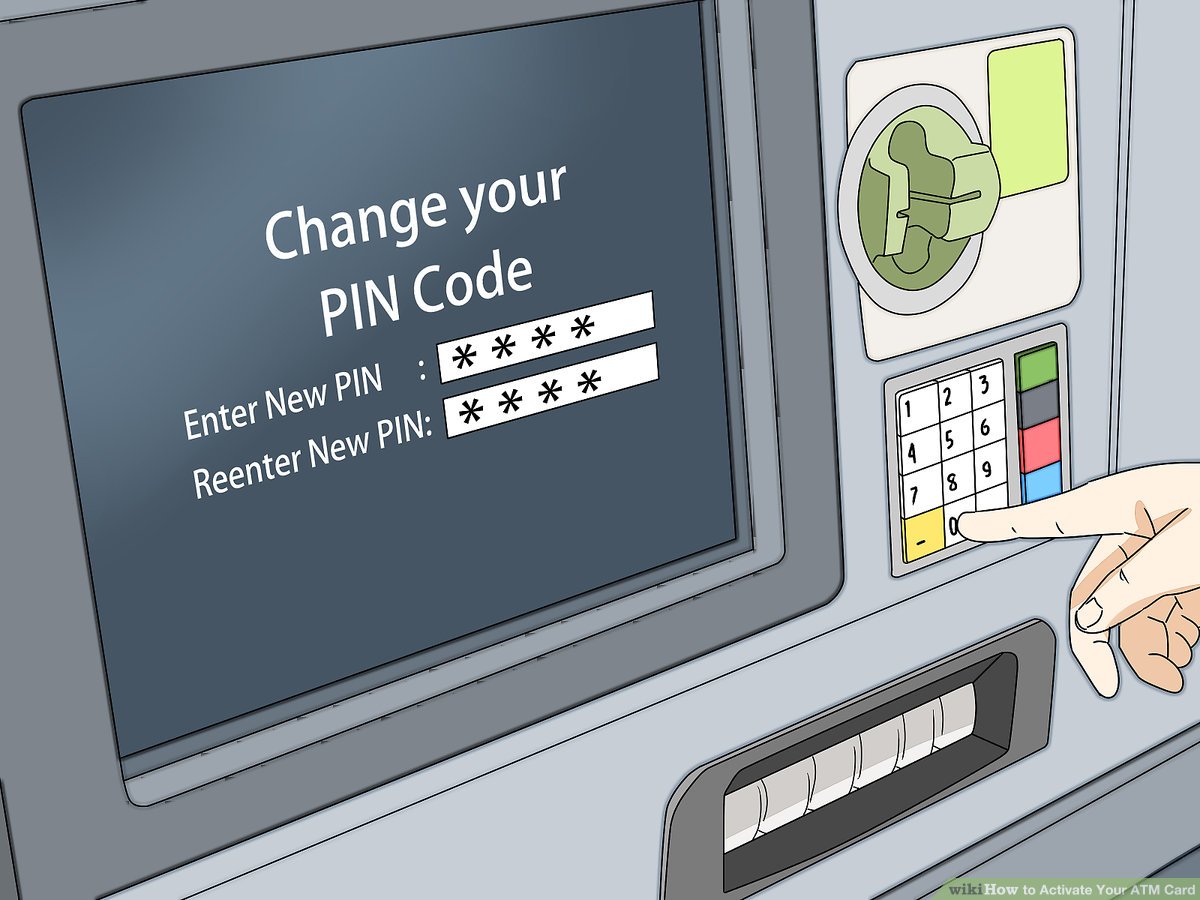 Change your
PIN Code
Enter New PIN : * * * *
Reenter New PIN: * * * *
1 2 3
4 5 6
7 8 9
- 0
wikiHow to Activate Your ATM Card